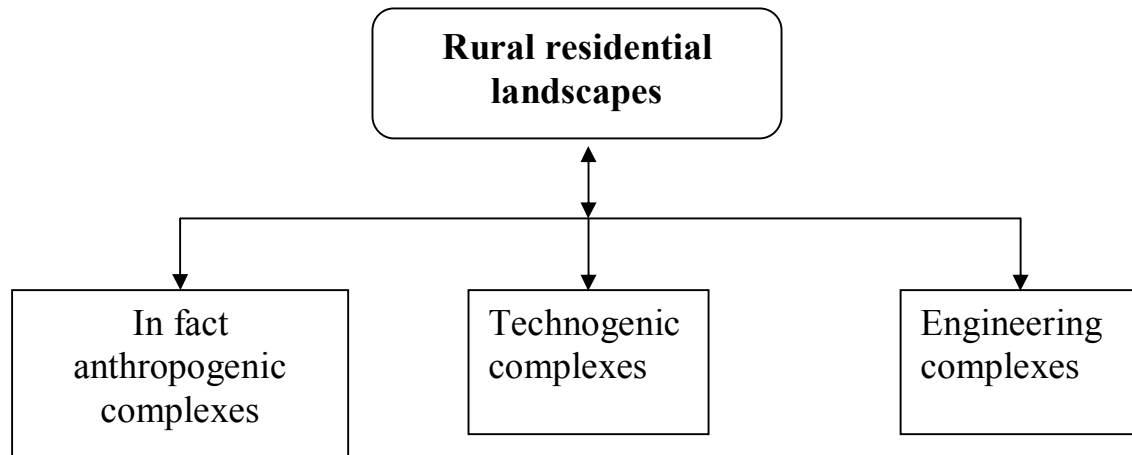 Rural residential
landscapes
In fact
anthropogenic
complexes
Technogenic
complexes
Engineering
complexes